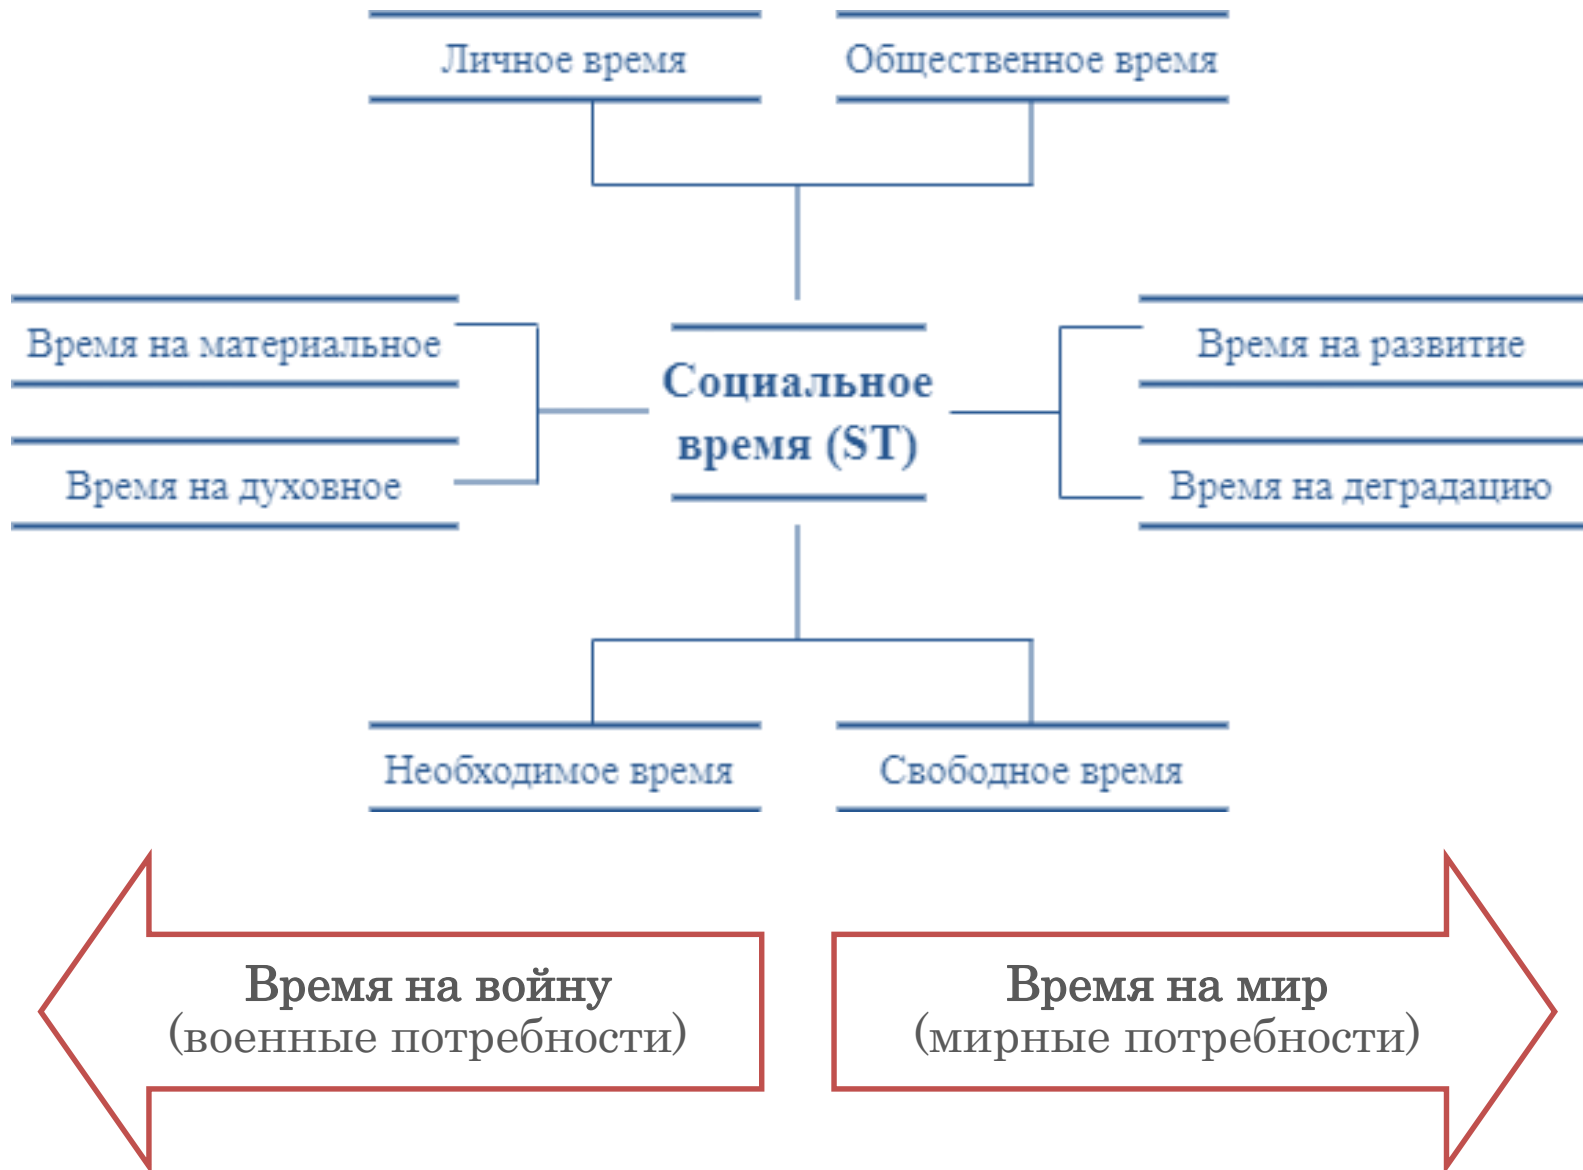 Личное время
Общественное время
Время на материальное
Время на духовное
Социальное
время (ST)
Время на развитие
Время на деградацию
Необходимое время
Свободное время
Время на войну
(военные потребности)
Время на мир
(мирные потребности)